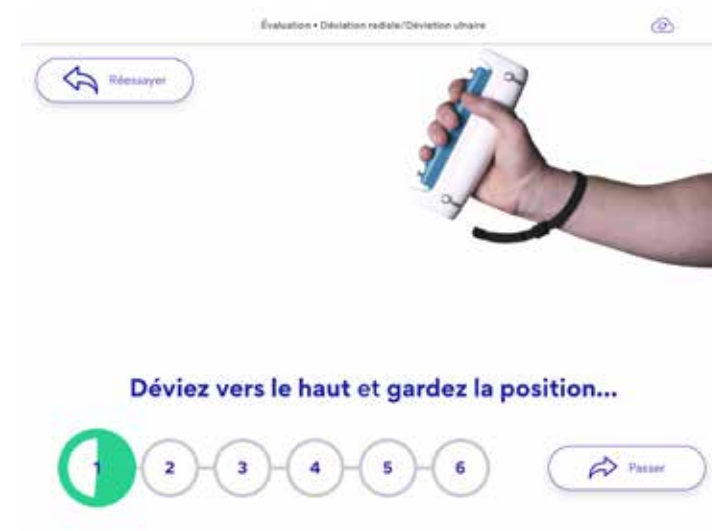 Évaluation • Déviation radiale/Déviation ulnaire
Réessayer
Déviez vers le haut et gardez la position...
1 2 3 4 5 6
Passer